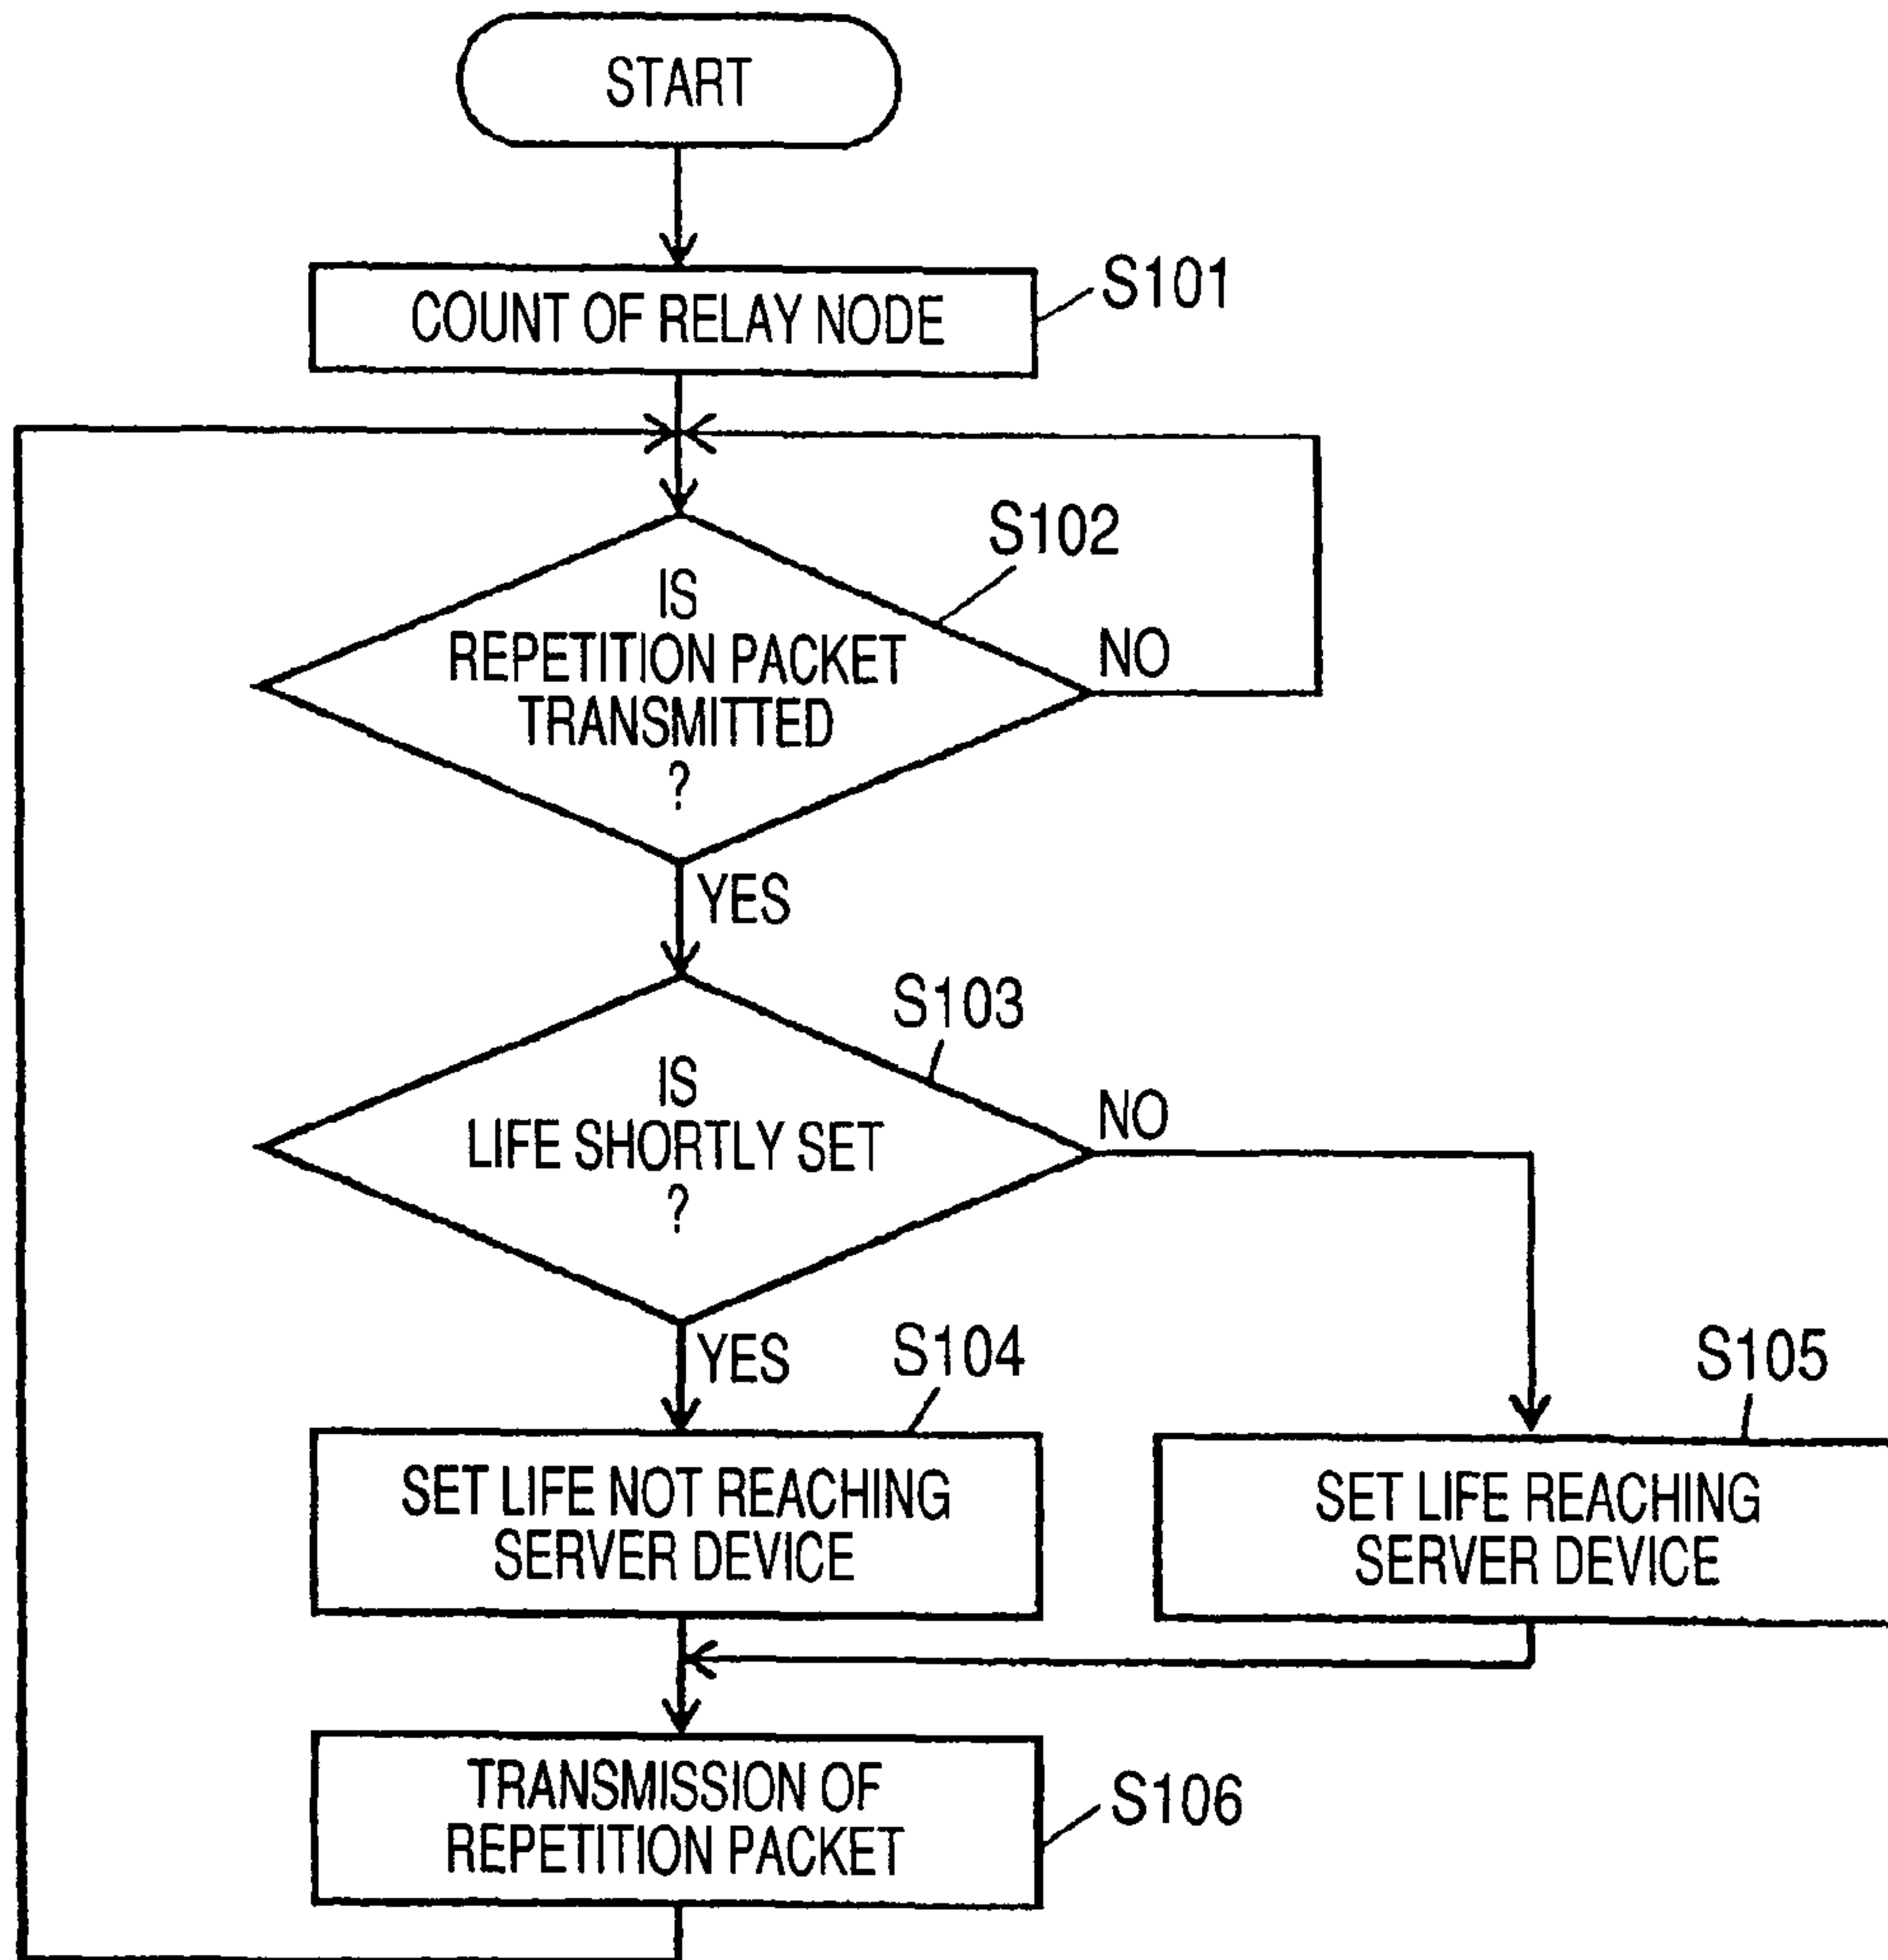 START
COUNT OF RELAY NODE
S101
S102
IS
REPETITION PACKET
TRANSMITTED
?
NO
YES
S103
IS
LIFE SHORTLY SET
?
NO
YES
S104
S105
SET LIFE NOT REACHING
SERVER DEVICE
SET LIFE REACHING
SERVER DEVICE
TRANSMISSION OF
REPETITION PACKET
S106